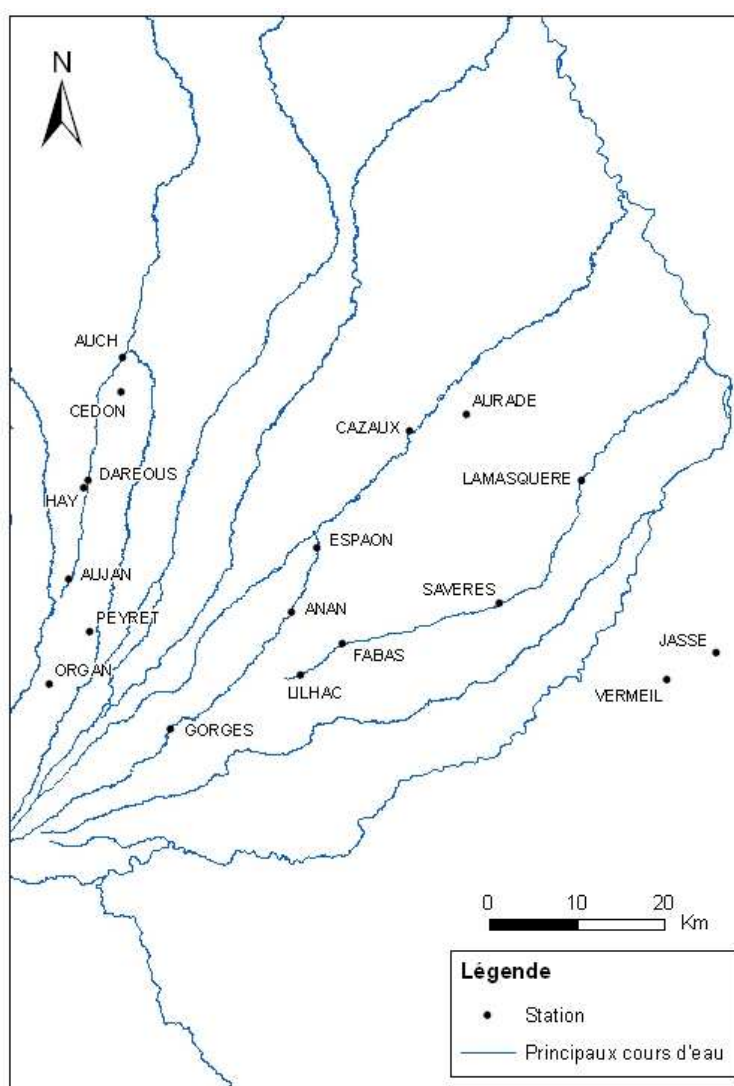 N
AUCH
CEDON
AURADE
CAZAUX
DAREOUS
LAMASQUERE
HAY
ESPAON
AUJAN
SAVERES
ANAN
PEYRET
FABAS
JASSE
ORGAN
LILHAC
VERMEIL
GORGES
0 10 20
Km
Légende
Station
Principaux cours d'eau